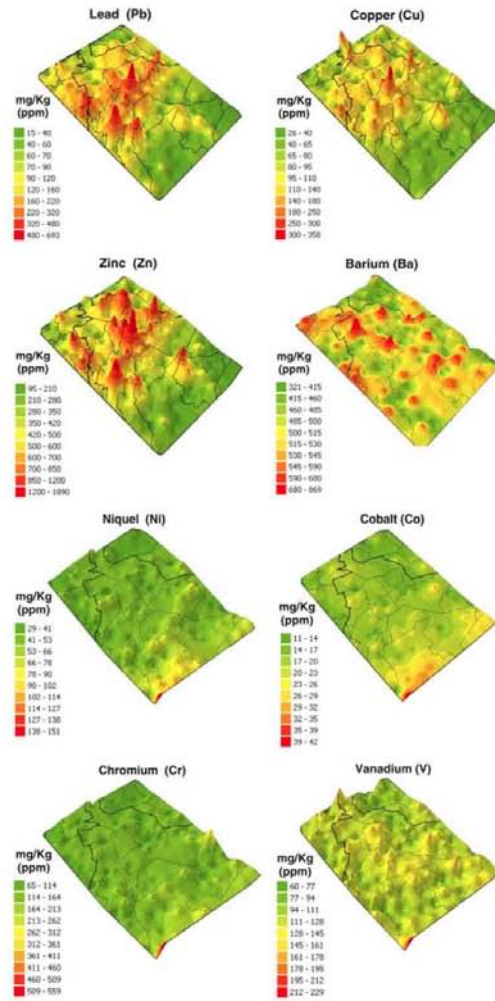 Lead (Pb)
mg/Kg
(ppm)
15 - 40
40 - 60
60 - 70
70 - 90
90 - 120
120 - 160
160 - 220
220 - 320
320 - 480
480 - 693
Copper (Cu)
mg/Kg
(ppm)
26 - 40
40 - 65
65 - 80
80 - 95
95 - 110
110 - 140
140 - 180
180 - 250
250 - 300
300 - 358
Zinc (Zn)
mg/Kg
(ppm)
95 - 210
210 - 280
280 - 350
350 - 420
420 - 500
500 - 600
600 - 700
700 - 850
850 - 1200
1200 - 1890
Barium (Ba)
mg/Kg
(ppm)
321 - 415
415 - 460
460 - 485
485 - 500
500 - 515
515 - 530
530 - 545
545 - 590
590 - 680
680 - 869
Niquel (Ni)
mg/Kg
(ppm)
29 - 41
41 - 53
53 - 66
66 - 78
78 - 90
90 - 102
102 - 114
114 - 127
127 - 138
138 - 151
Cobalt (Co)
mg/Kg
(ppm)
11 - 14
14 - 17
17 - 20
20 - 23
23 - 26
26 - 29
29 - 32
32 - 35
35 - 39
39 - 42
Chromium (Cr)
mg/Kg
(ppm)
65 - 114
114 - 164
164 - 213
213 - 262
262 - 312
312 - 361
361 - 411
411 - 460
460 - 509
509 - 559
Vanadium (V)
mg/Kg
(ppm)
60 - 77
77 - 94
94 - 111
111 - 128
128 - 145
145 - 161
161 - 178
178 - 195
195 - 212
212 - 229